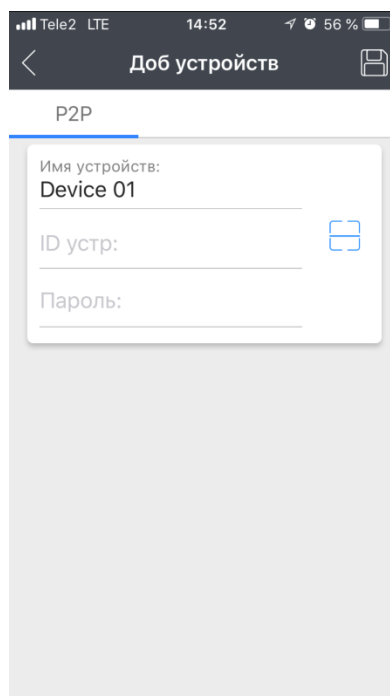 Tele2 LTE 14:52 56 %
Доб устройств
P2P
Имя устройств:
Device 01
ID устр:
Пароль: